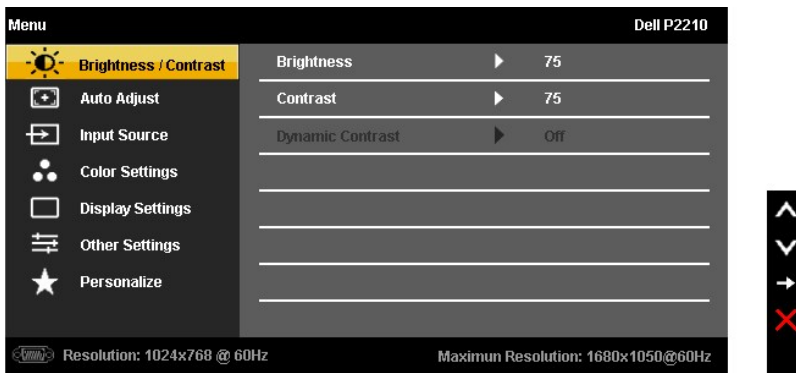 Menu Dell P2210
Brightness / Contrast Brightness 75
Auto Adjust Contrast 75
Input Source Dynamic Contrast Off
Color Settings
Display Settings
Other Settings
Personalize
Resolution: 1024x768 @ 60Hz Maximun Resolution: 1680x1050@60Hz